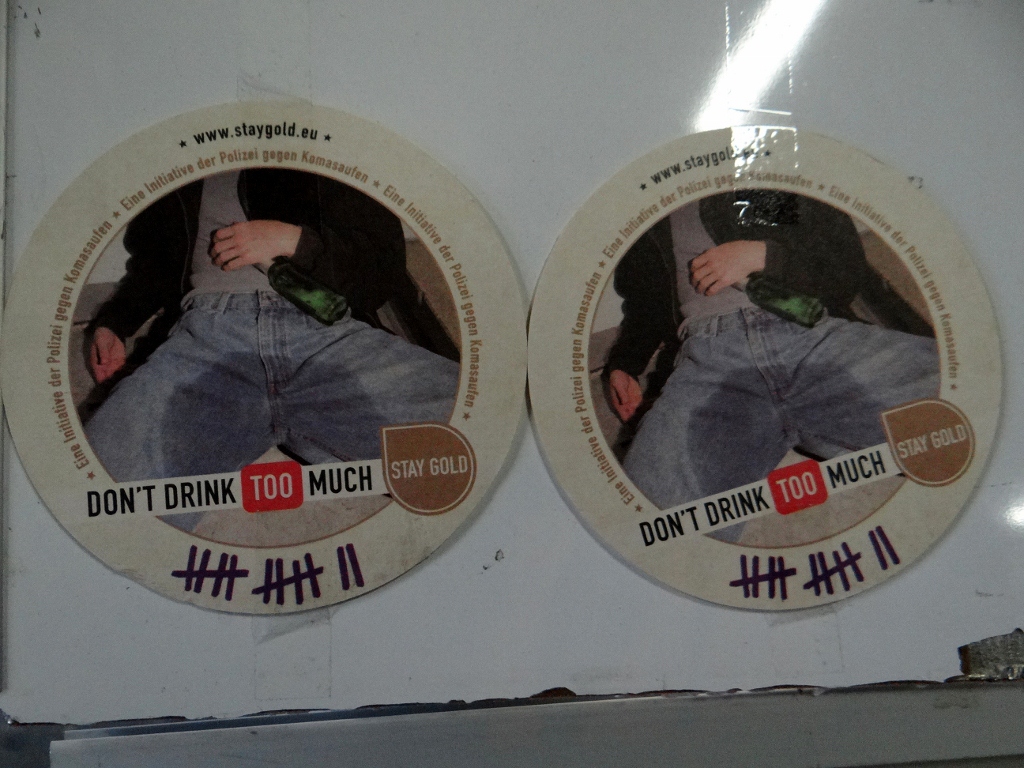 ★ www.staygold.eu ★
★ Eine Initiative der Polizei gegen Komasaufen ★ Eine Initiative der Polizei gegen Komasaufen ★ Eine Initiative der Polizei gegen Komasaufen ★
DON'T DRINK TOO MUCH
STAY GOLD
★ www.staygold.eu ★
★ Eine Initiative der Polizei gegen Komasaufen ★ Eine Initiative der Polizei gegen Komasaufen ★ Eine Initiative der Polizei gegen Komasaufen ★
7
DON'T DRINK TOO MUCH
STAY GOLD